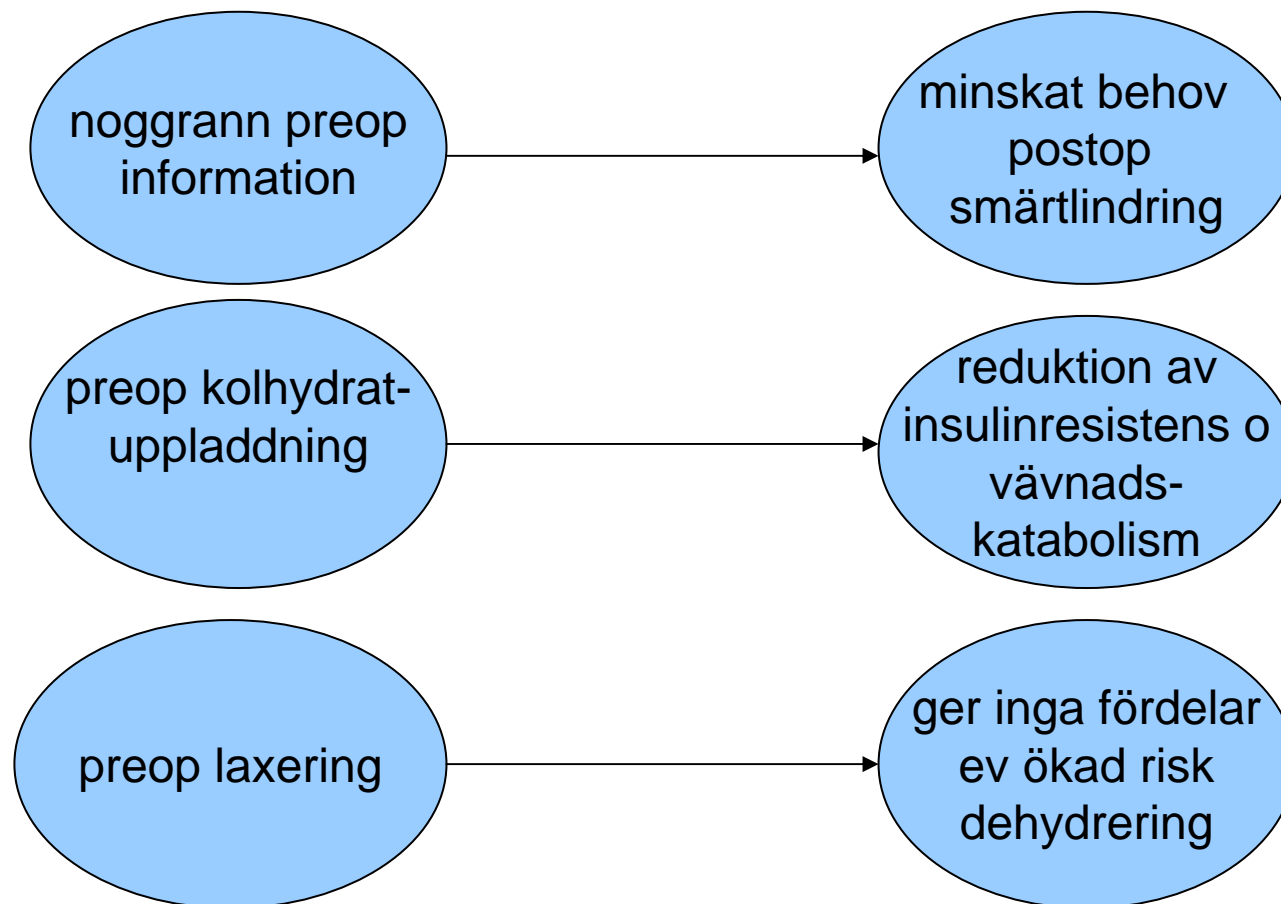 noggrann preop
information
minskat behov
postop
smärtlindring
preop kolhydrat-
uppladdning
reduktion av
insulinresistens o
vävnads-
katabolism
preop laxering
ger inga fördelar
ev ökad risk
dehydrering